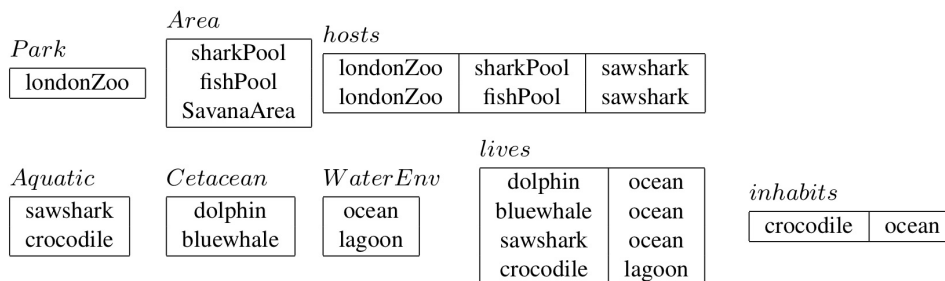 Park
londonZoo
Area
sharkPool
fishPool
SavanaArea
hosts
londonZoo sharkPool sawshark
londonZoo fishPool sawshark
Aquatic
sawshark
crocodile
Cetacean
dolphin
bluewhale
WaterEnv
ocean
lagoon
lives
dolphin ocean
bluewhale ocean
sawshark ocean
crocodile lagoon
inhabits
crocodile ocean